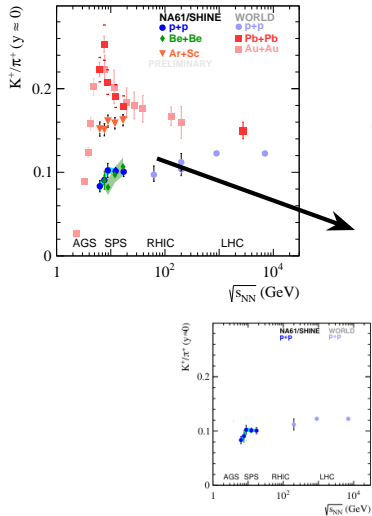 K⁺/π⁺ (y ≈ 0)
NA61/SHINE WORLD
p+p p+p
Be+Be Pb+Pb
Ar+Sc Au+Au
PRELIMINARY
0.2
0.1
0
AGS SPS RHIC LHC
1 10² 10⁴
√sNN (GeV)
K⁺/π⁺ (y≈0)
NA61/SHINE WORLD
p+p p+p
0.2
0.1
0
AGS SPS RHIC LHC
1 10² 10⁴
√sNN (GeV)